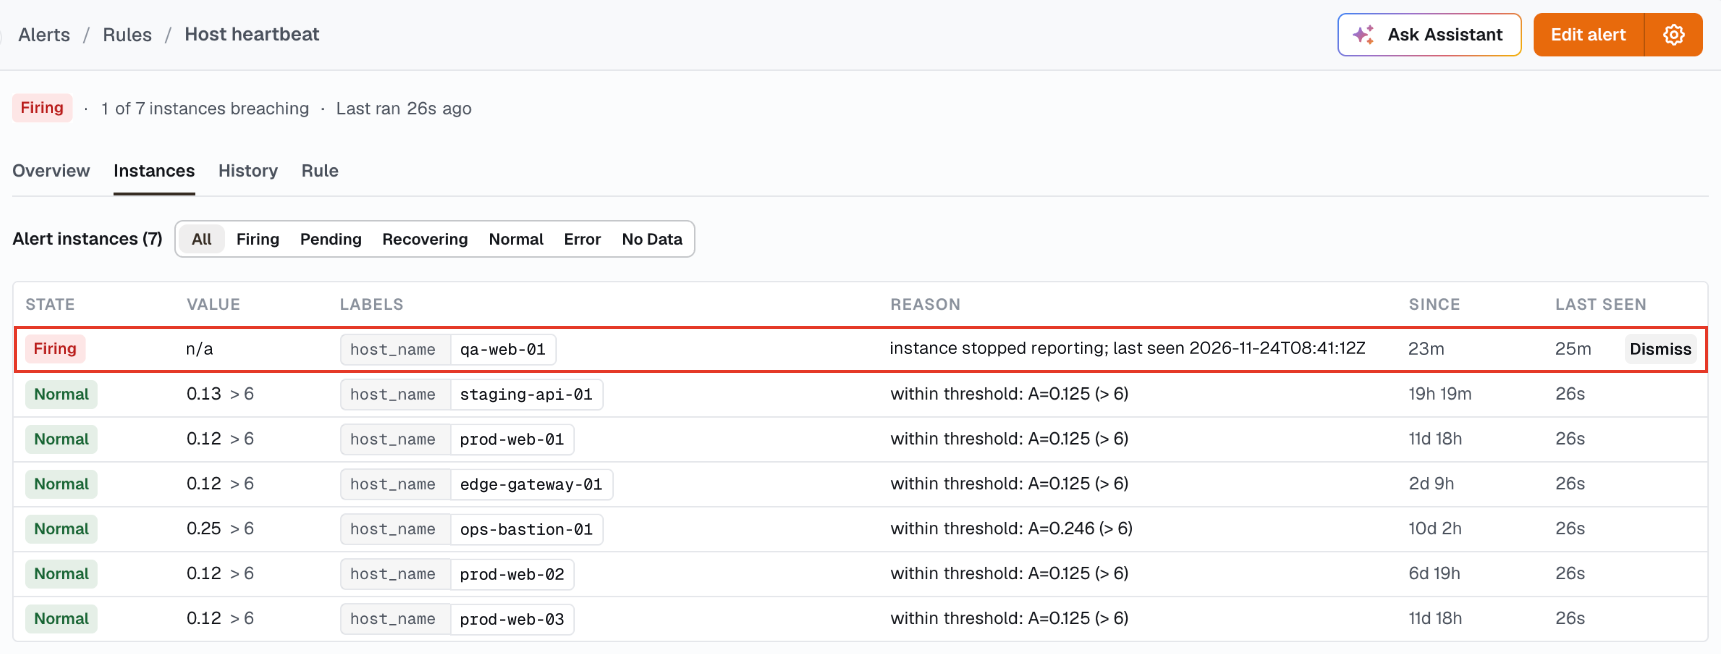 Alerts / Rules / Host heartbeat
Ask Assistant
Edit alert
Firing · 1 of 7 instances breaching · Last ran 26s ago
Overview Instances History Rule
Alert instances (7) All Firing Pending Recovering Normal Error No Data
STATE VALUE LABELS REASON SINCE LAST SEEN
Firing n/a host_name qa-web-01 instance stopped reporting; last seen 2026-11-24T08:41:12Z 23m 25m Dismiss
Normal 0.13 > 6 host_name staging-api-01 within threshold: A=0.125 (> 6) 19h 19m 26s
Normal 0.12 > 6 host_name prod-web-01 within threshold: A=0.125 (> 6) 11d 18h 26s
Normal 0.12 > 6 host_name edge-gateway-01 within threshold: A=0.125 (> 6) 2d 9h 26s
Normal 0.25 > 6 host_name ops-bastion-01 within threshold: A=0.246 (> 6) 10d 2h 26s
Normal 0.12 > 6 host_name prod-web-02 within threshold: A=0.125 (> 6) 6d 19h 26s
Normal 0.12 > 6 host_name prod-web-03 within threshold: A=0.125 (> 6) 11d 18h 26s